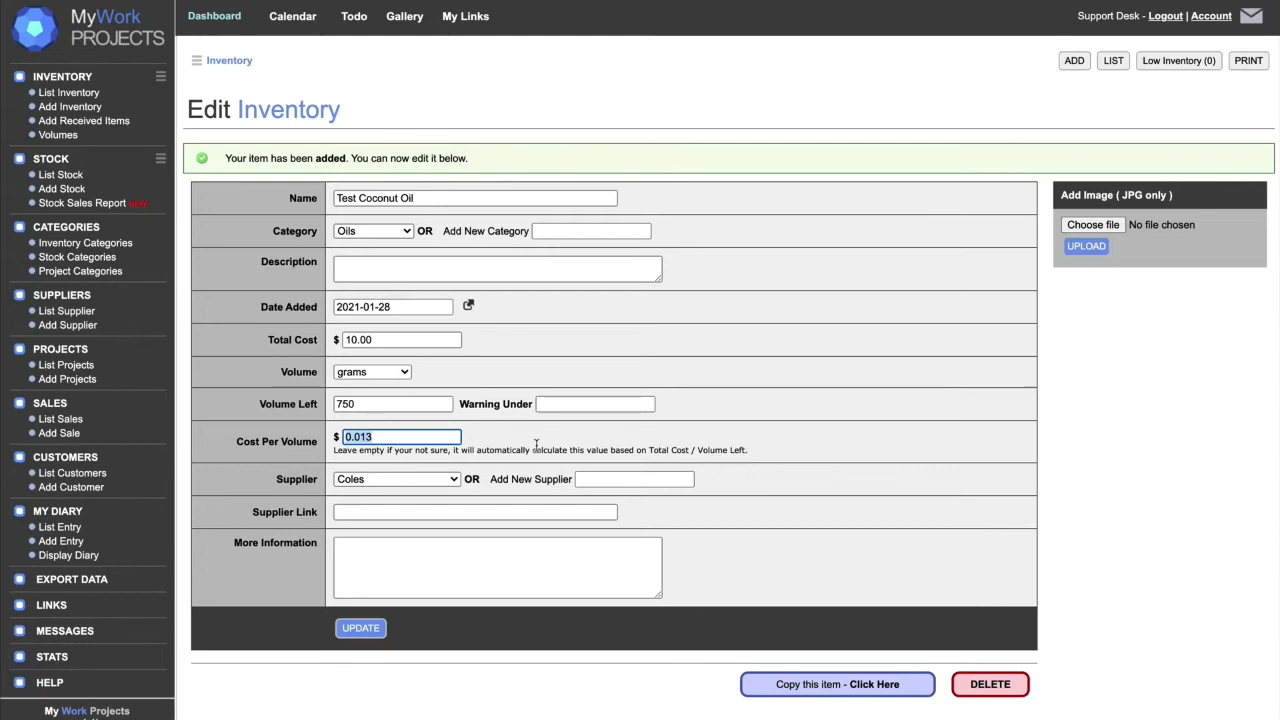 MyWork
PROJECTS
Dashboard
Calendar
Todo
Gallery
My Links
Support Desk - Logout | Account
INVENTORY
List Inventory
Add Inventory
Add Received Items
Volumes
STOCK
List Stock
Add Stock
Stock Sales Report NEW
CATEGORIES
Inventory Categories
Stock Categories
Project Categories
SUPPLIERS
List Supplier
Add Supplier
PROJECTS
List Projects
Add Projects
SALES
List Sales
Add Sale
CUSTOMERS
List Customers
Add Customer
MY DIARY
List Entry
Add Entry
Display Diary
EXPORT DATA
LINKS
MESSAGES
STATS
HELP
My Work Projects
Inventory
ADD
LIST
Low Inventory (0)
PRINT
Edit Inventory
Your item has been added. You can now edit it below.
Name Test Coconut Oil
Category Oils OR Add New Category
Description
Date Added 2021-01-28
Total Cost $ 10.00
Volume grams
Volume Left 750 Warning Under
Cost Per Volume $ 0.013
Leave empty if your not sure, it will automatically calculate this value based on Total Cost / Volume Left.
Supplier Coles OR Add New Supplier
Supplier Link
More Information
UPDATE
Copy this item - Click Here
DELETE
Add Image ( JPG only )
Choose file No file chosen
UPLOAD